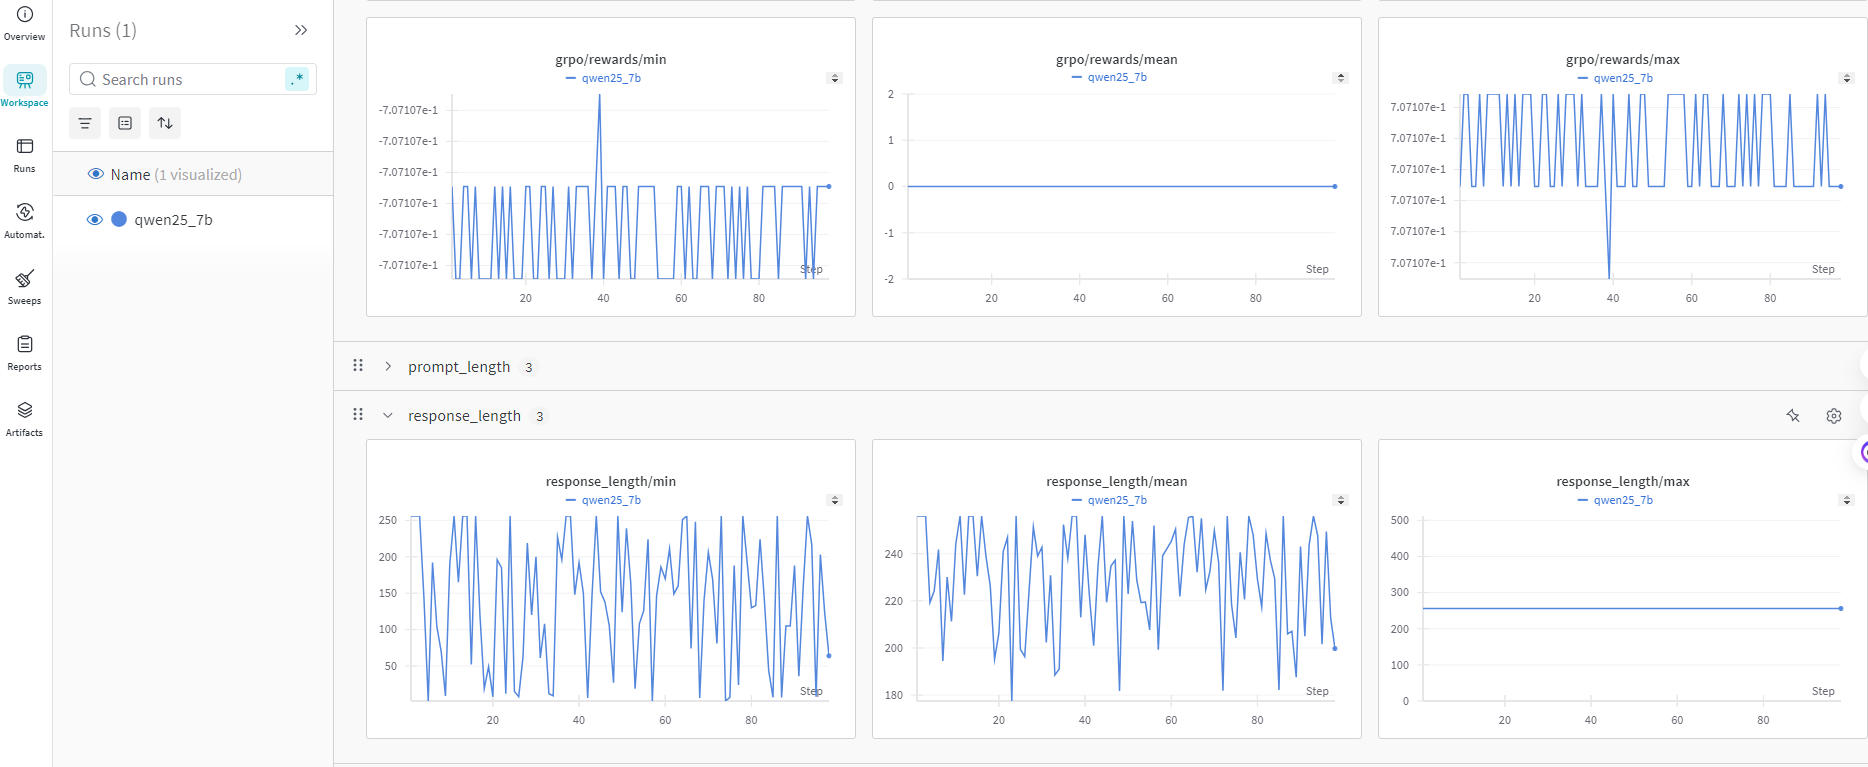 Overview
Workspace
Runs
Automat.
Sweeps
Reports
Artifacts
Runs (1)
Search runs
.*
Name (1 visualized)
qwen25_7b
grpo/rewards/min
qwen25_7b
-7.07107e-1
-7.07107e-1
-7.07107e-1
-7.07107e-1
-7.07107e-1
-7.07107e-1
Step
20 40 60 80
grpo/rewards/mean
qwen25_7b
2
1
0
-1
-2
Step
20 40 60 80
grpo/rewards/max
qwen25_7b
7.07107e-1
7.07107e-1
7.07107e-1
7.07107e-1
7.07107e-1
7.07107e-1
Step
20 40 60 80
prompt_length 3
response_length 3
response_length/min
qwen25_7b
250
200
150
100
50
Step
20 40 60 80
response_length/mean
qwen25_7b
240
220
200
180
Step
20 40 60 80
response_length/max
qwen25_7b
500
400
300
200
100
0
Step
20 40 60 80